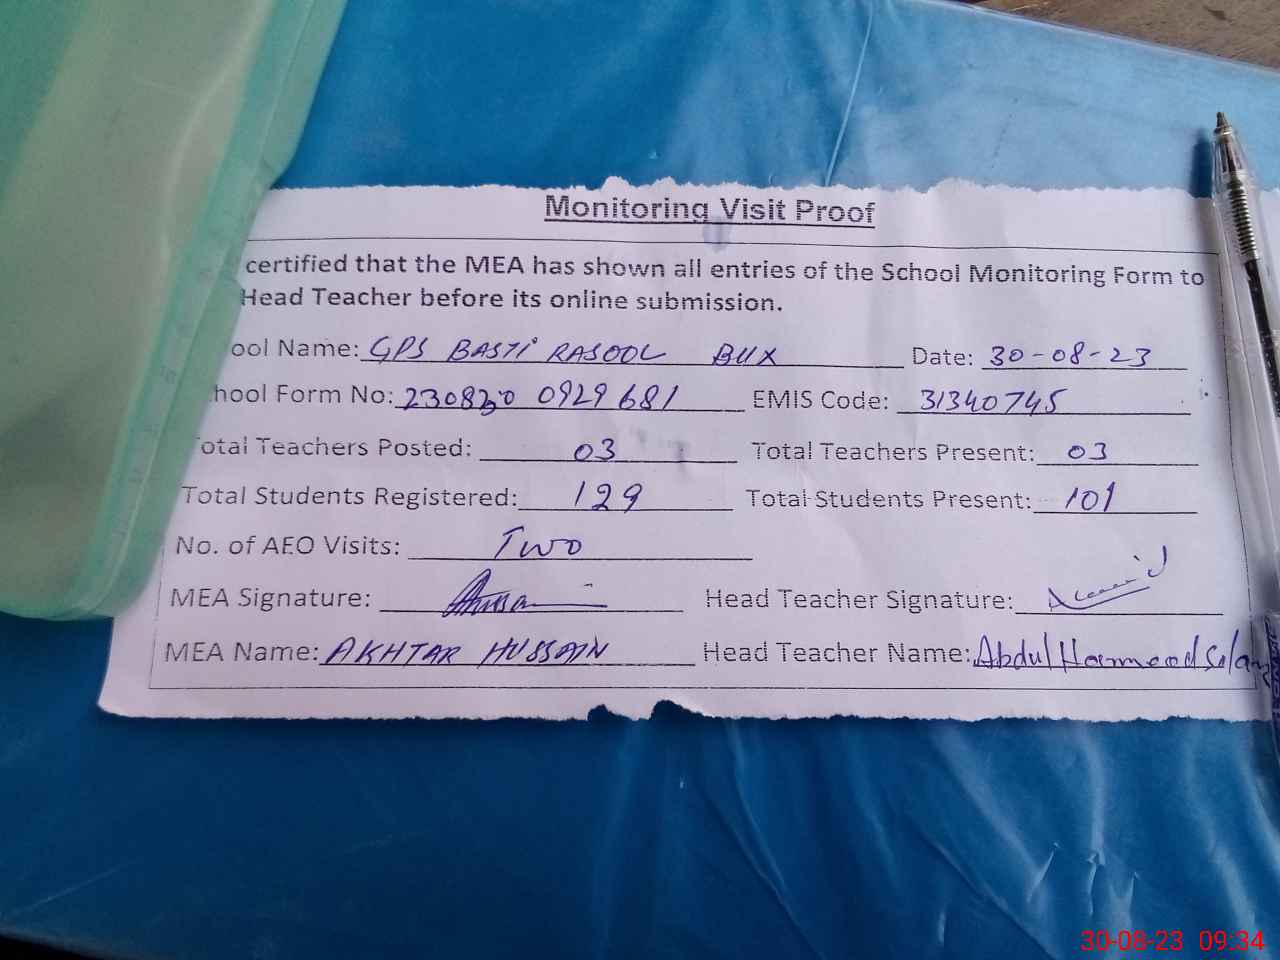 Monitoring Visit Proof
certified that the MEA has shown all entries of the School Monitoring Form to
Head Teacher before its online submission.
ool Name: GPS BASTI RASOOL BUX Date: 30-08-23
hool Form No: 230830 0929681 EMIS Code: 31340745
otal Teachers Posted: 03 Total Teachers Present: 03
Total Students Registered: 129 Total Students Present: 101
No. of AEO Visits: Two
MEA Signature: Head Teacher Signature:
MEA Name: AKHTAR HUSSAIN Head Teacher Name: Abdul Hameed
30-08-23 09:34